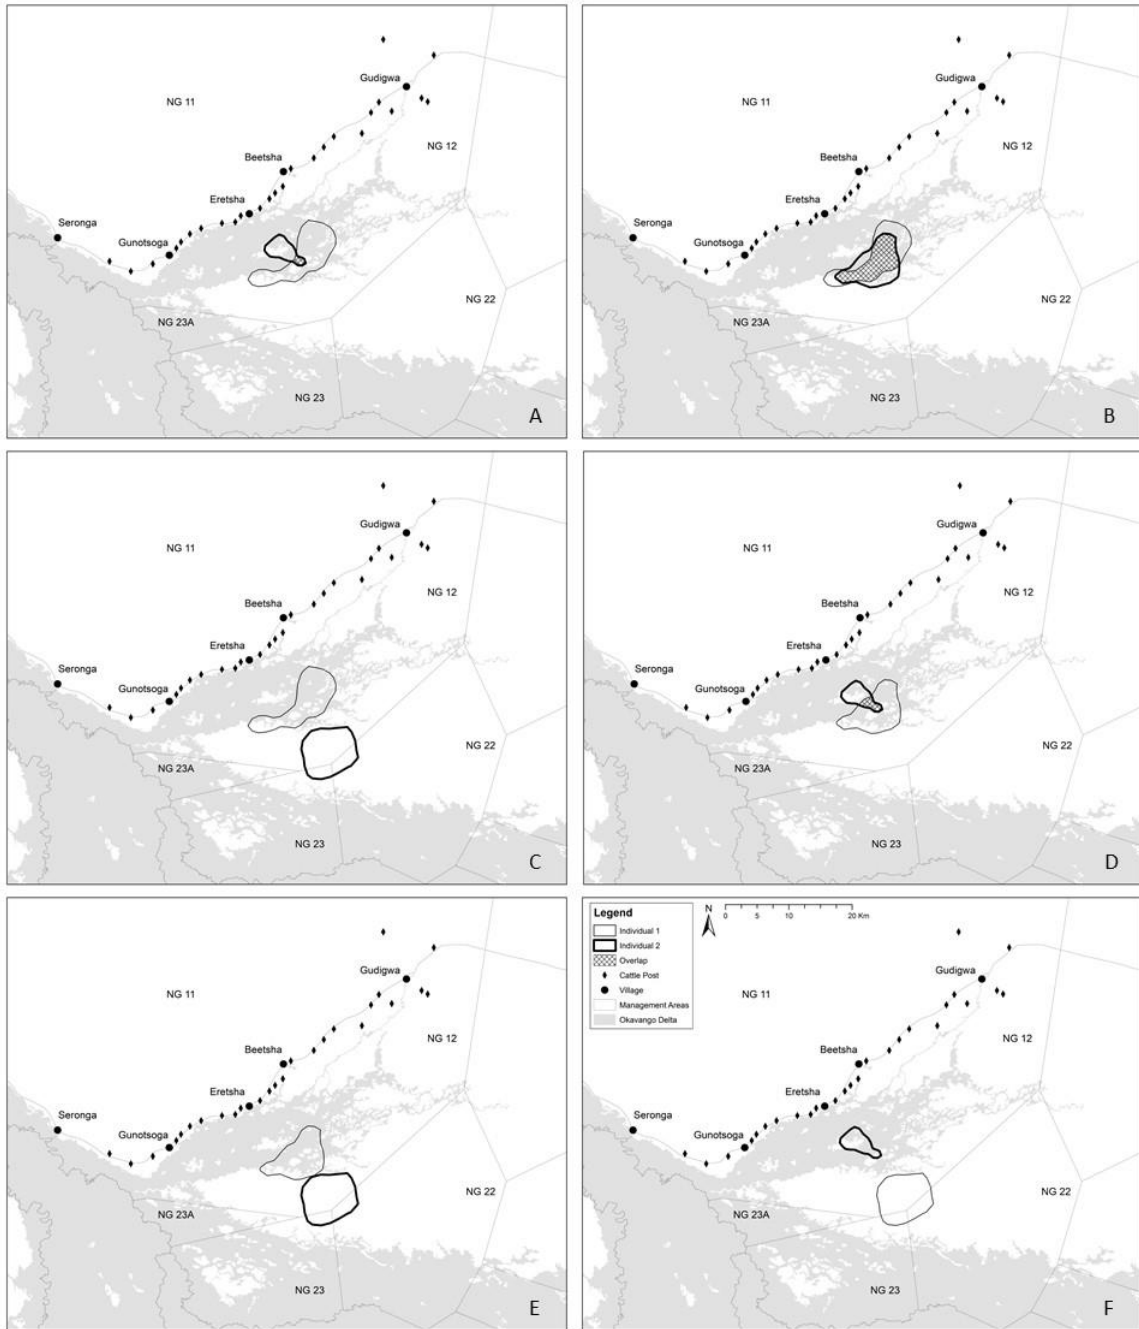 Gudigwa
NG 11
NG 12
Beetsha
Eretsha
Seronga
Gunotsoga
NG 22
NG 23A
NG 23
A
Gudigwa
NG 11
NG 12
Beetsha
Eretsha
Seronga
Gunotsoga
NG 22
NG 23A
NG 23
B
Gudigwa
NG 11
NG 12
Beetsha
Eretsha
Seronga
Gunotsoga
NG 22
NG 23A
NG 23
C
Gudigwa
NG 11
NG 12
Beetsha
Eretsha
Seronga
Gunotsoga
NG 22
NG 23A
NG 23
D
Gudigwa
NG 11
NG 12
Beetsha
Eretsha
Seronga
Gunotsoga
NG 22
NG 23A
NG 23
E
Legend
Individual 1
Individual 2
Overlap
Cattle Post
Village
Management Areas
Okavango Delta
N
0 5 10 20 Km
Gudigwa
NG 11
NG 12
Beetsha
Eretsha
Seronga
Gunotsoga
NG 22
NG 23A
NG 23
F